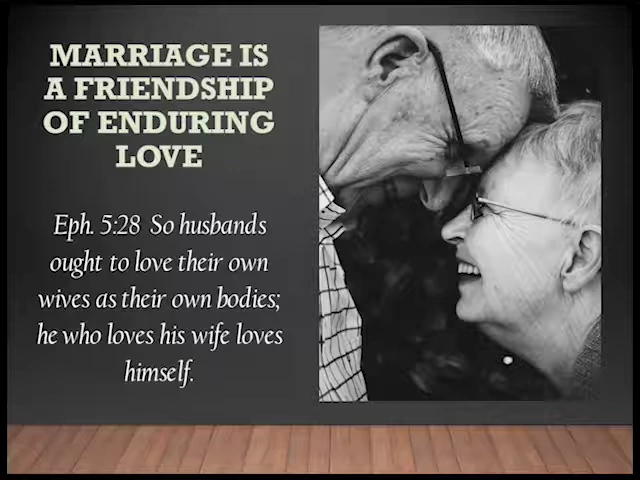 MARRIAGE IS
A FRIENDSHIP
OF ENDURING
LOVE
Eph. 5:28 So husbands
ought to love their own
wives as their own bodies;
he who loves his wife loves
himself.